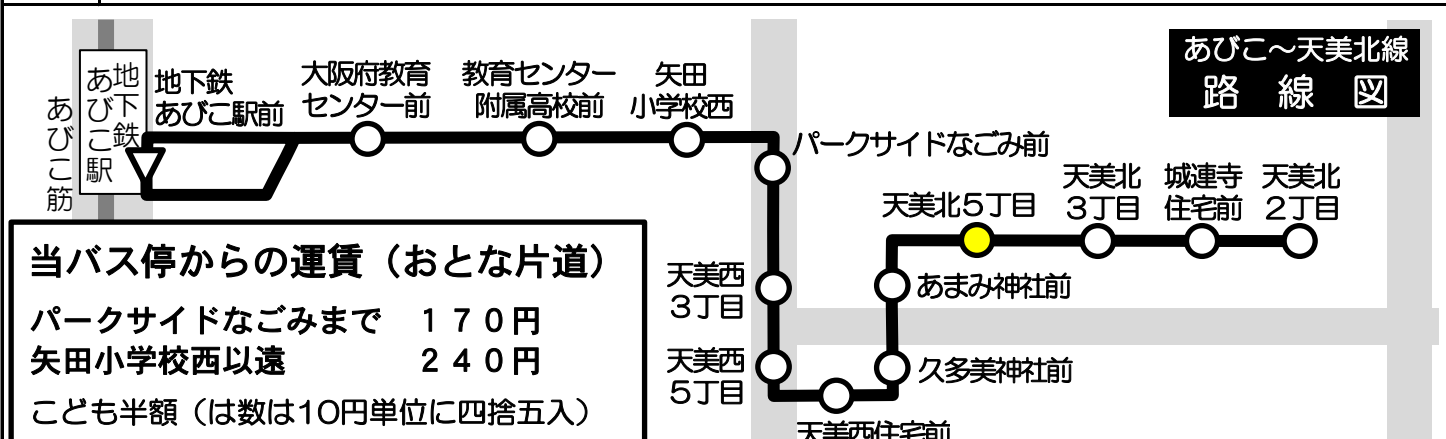 あびこ~天美北線
路線図
地下鉄
あびこ駅
あびこ筋
地下鉄
あびこ駅前
大阪府教育
センター前
教育センター
附属高校前
矢田
小学校西
パークサイドなごみ前
天美西
3丁目
天美西
5丁目
天美西住宅前
久多美神社前
あまみ神社前
天美北5丁目
天美北
3丁目
城連寺
住宅前
天美北
2丁目
当バス停からの運賃(おとな片道)
パークサイドなごみまで 170円
矢田小学校西以遠 240円
こども半額(は数は10円単位に四捨五入)